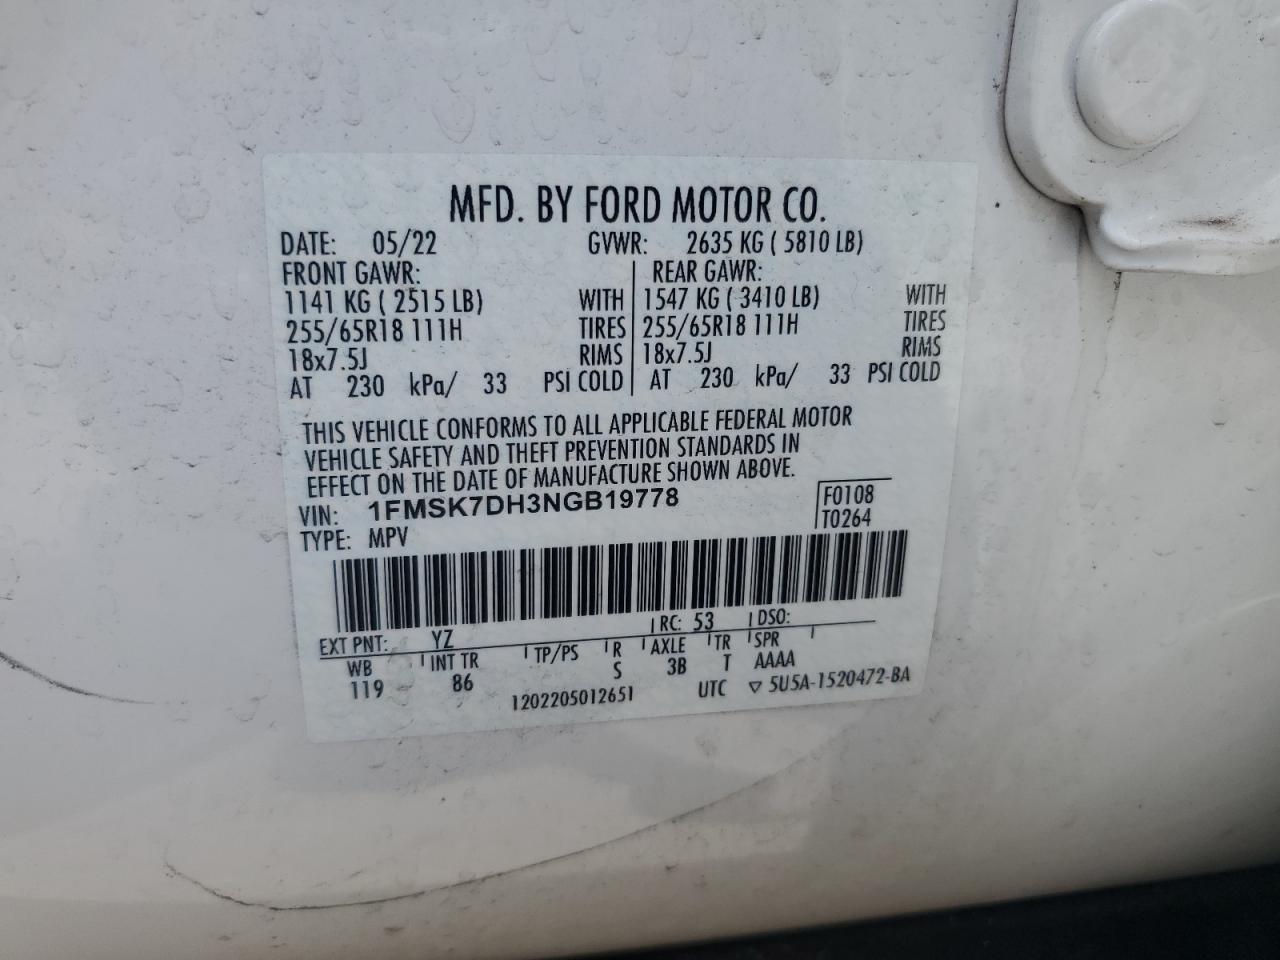 MFD. BY FORD MOTOR CO.
DATE: 05/22 GVWR: 2635 KG ( 5810 LB)
FRONT GAWR: REAR GAWR:
1141 KG ( 2515 LB) WITH 1547 KG ( 3410 LB) WITH
255/65R18 111H TIRES 255/65R18 111H TIRES
18x7.5J RIMS 18x7.5J RIMS
AT 230 kPa/ 33 PSI COLD AT 230 kPa/ 33 PSI COLD
THIS VEHICLE CONFORMS TO ALL APPLICABLE FEDERAL MOTOR
VEHICLE SAFETY AND THEFT PREVENTION STANDARDS IN
EFFECT ON THE DATE OF MANUFACTURE SHOWN ABOVE.
VIN: 1FMSK7DH3NGB19778 F0108
TYPE: MPV T0264
EXT PNT: YZ RC: 53 DSO:
WB INT TR TP/PS R AXLE TR SPR
119 86 S 3B T AAAA
1202205012651 UTC ▽ 5U5A-1520472-BA